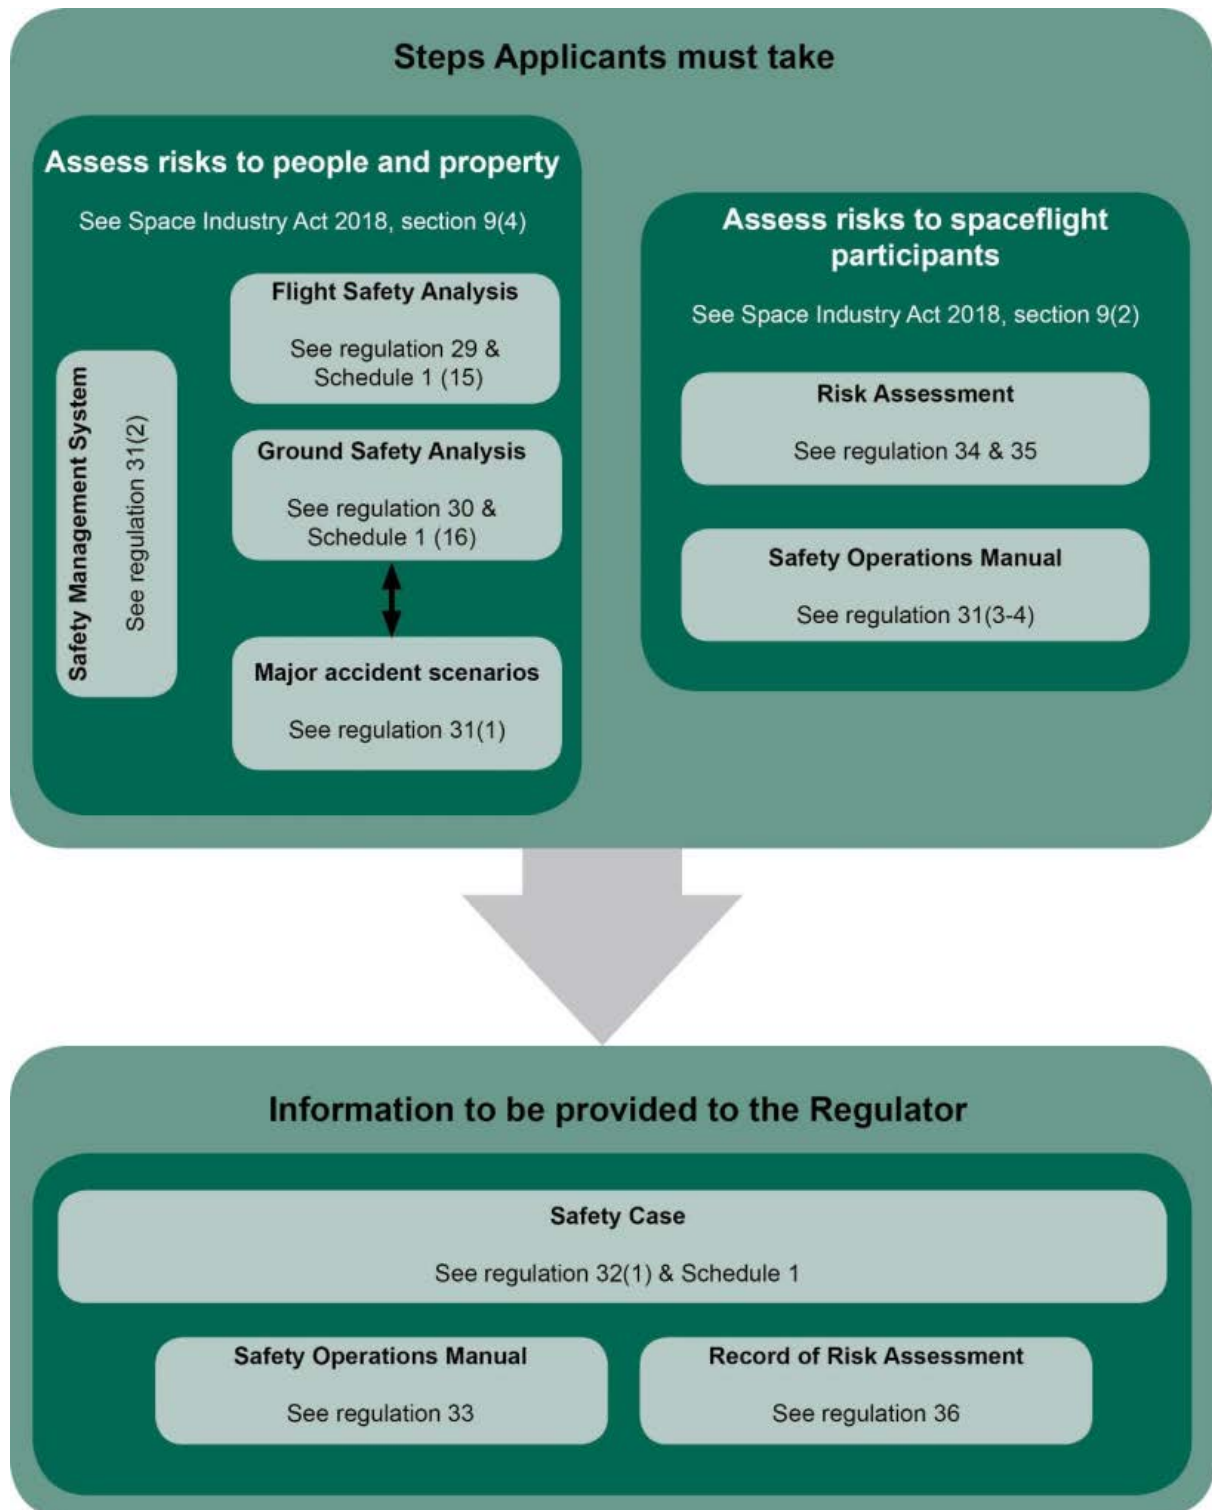 Steps Applicants must take
Assess risks to people and property
See Space Industry Act 2018, section 9(4)
Safety Management System
See regulation 31(2)
Flight Safety Analysis
See regulation 29 &
Schedule 1 (15)
Ground Safety Analysis
See regulation 30 &
Schedule 1 (16)
Major accident scenarios
See regulation 31(1)
Assess risks to spaceflight
participants
See Space Industry Act 2018, section 9(2)
Risk Assessment
See regulation 34 & 35
Safety Operations Manual
See regulation 31(3-4)
Information to be provided to the Regulator
Safety Case
See regulation 32(1) & Schedule 1
Safety Operations Manual
See regulation 33
Record of Risk Assessment
See regulation 36